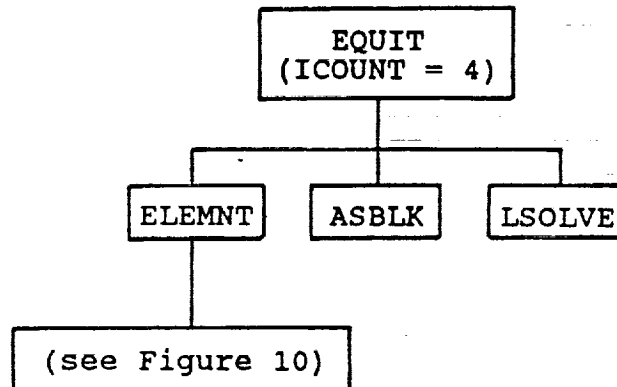 EQUIT
(ICOUNT = 4)
ELEMNT ASBLK LSOLVE
(see Figure 10)